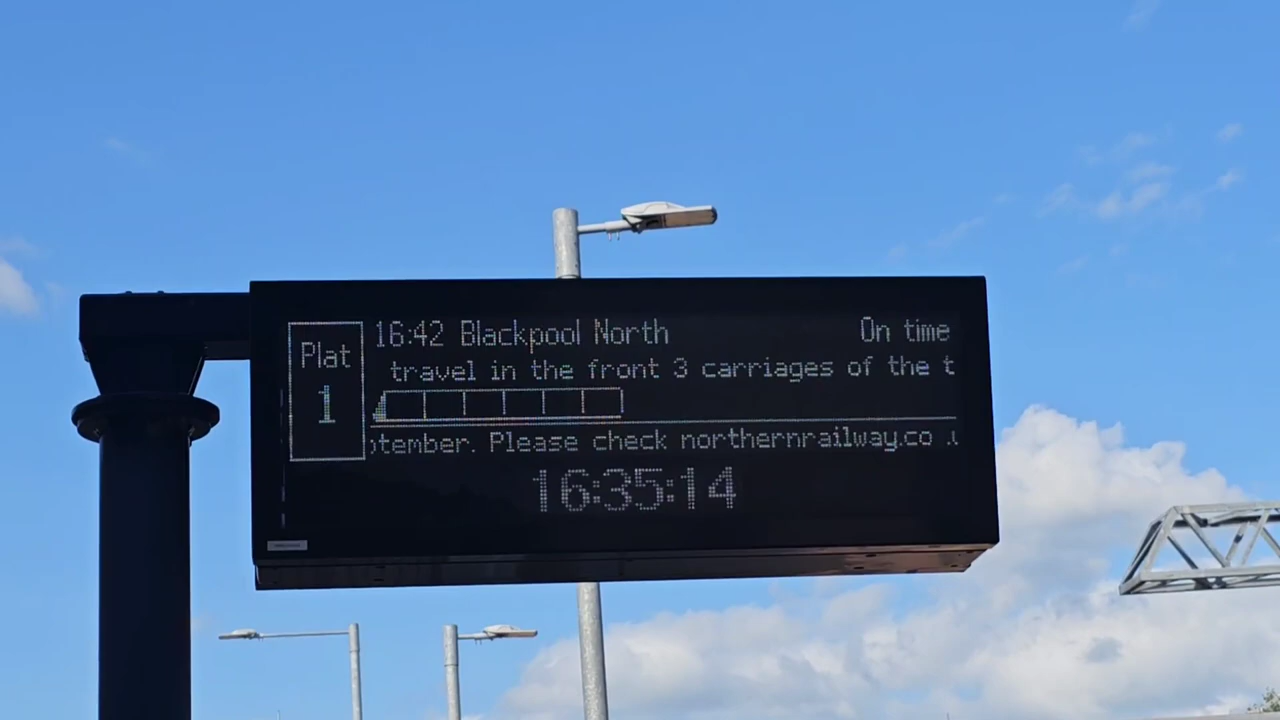 Plat
1
16:42 Blackpool North On time
travel in the front 3 carriages of the t
tember. Please check northernrailway.co
16:35:14